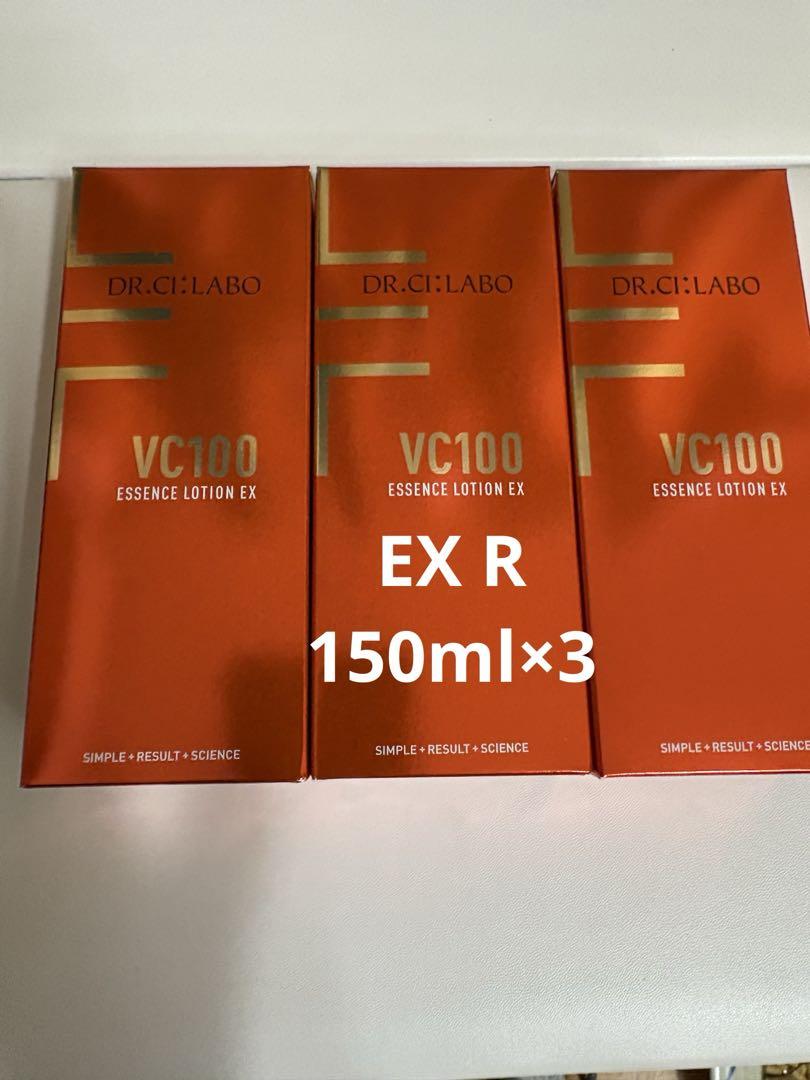 DR.CI:LABO
VC100
ESSENCE LOTION EX
SIMPLE+RESULT+SCIENCE
DR.CI:LABO
VC100
ESSENCE LOTION EX
EX R
150ml×3
SIMPLE+RESULT+SCIENCE
DR.CI:LABO
VC100
ESSENCE LOTION EX
SIMPLE+RESULT+SCIENCE